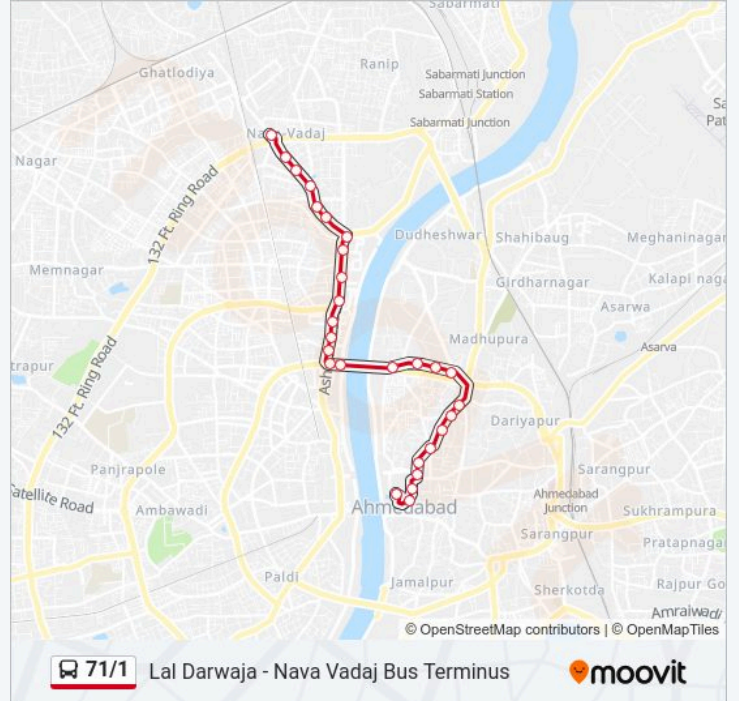 Sabarmati
Ghatlodiya
Ranip
Sabarmati Junction
Sabarmati Station
Sabarmati Junction
Nagar
132 Ft. Ring Road
Dudheshwar
Shahibaug
Meghaninagar
Memnagar
Girdharnagar
Kalapi naga
Asarwa
Madhupura
Asarva
trapur
132 Ft. Ring Road
Ash
Dariyapur
Panjrapole
Sarangpur
Satellite Road
Ambawadi
Ahmedabad
Ahmedabad
Junction
Sukhrampura
Sarangpur
Pratapnaga
Paldi
Jamalpur
Sherkotda
Rajpur Go
Amraiwadi
© OpenStreetMap contributors | © OpenMapTiles
71/1 Lal Darwaja - Nava Vadaj Bus Terminus
moovit